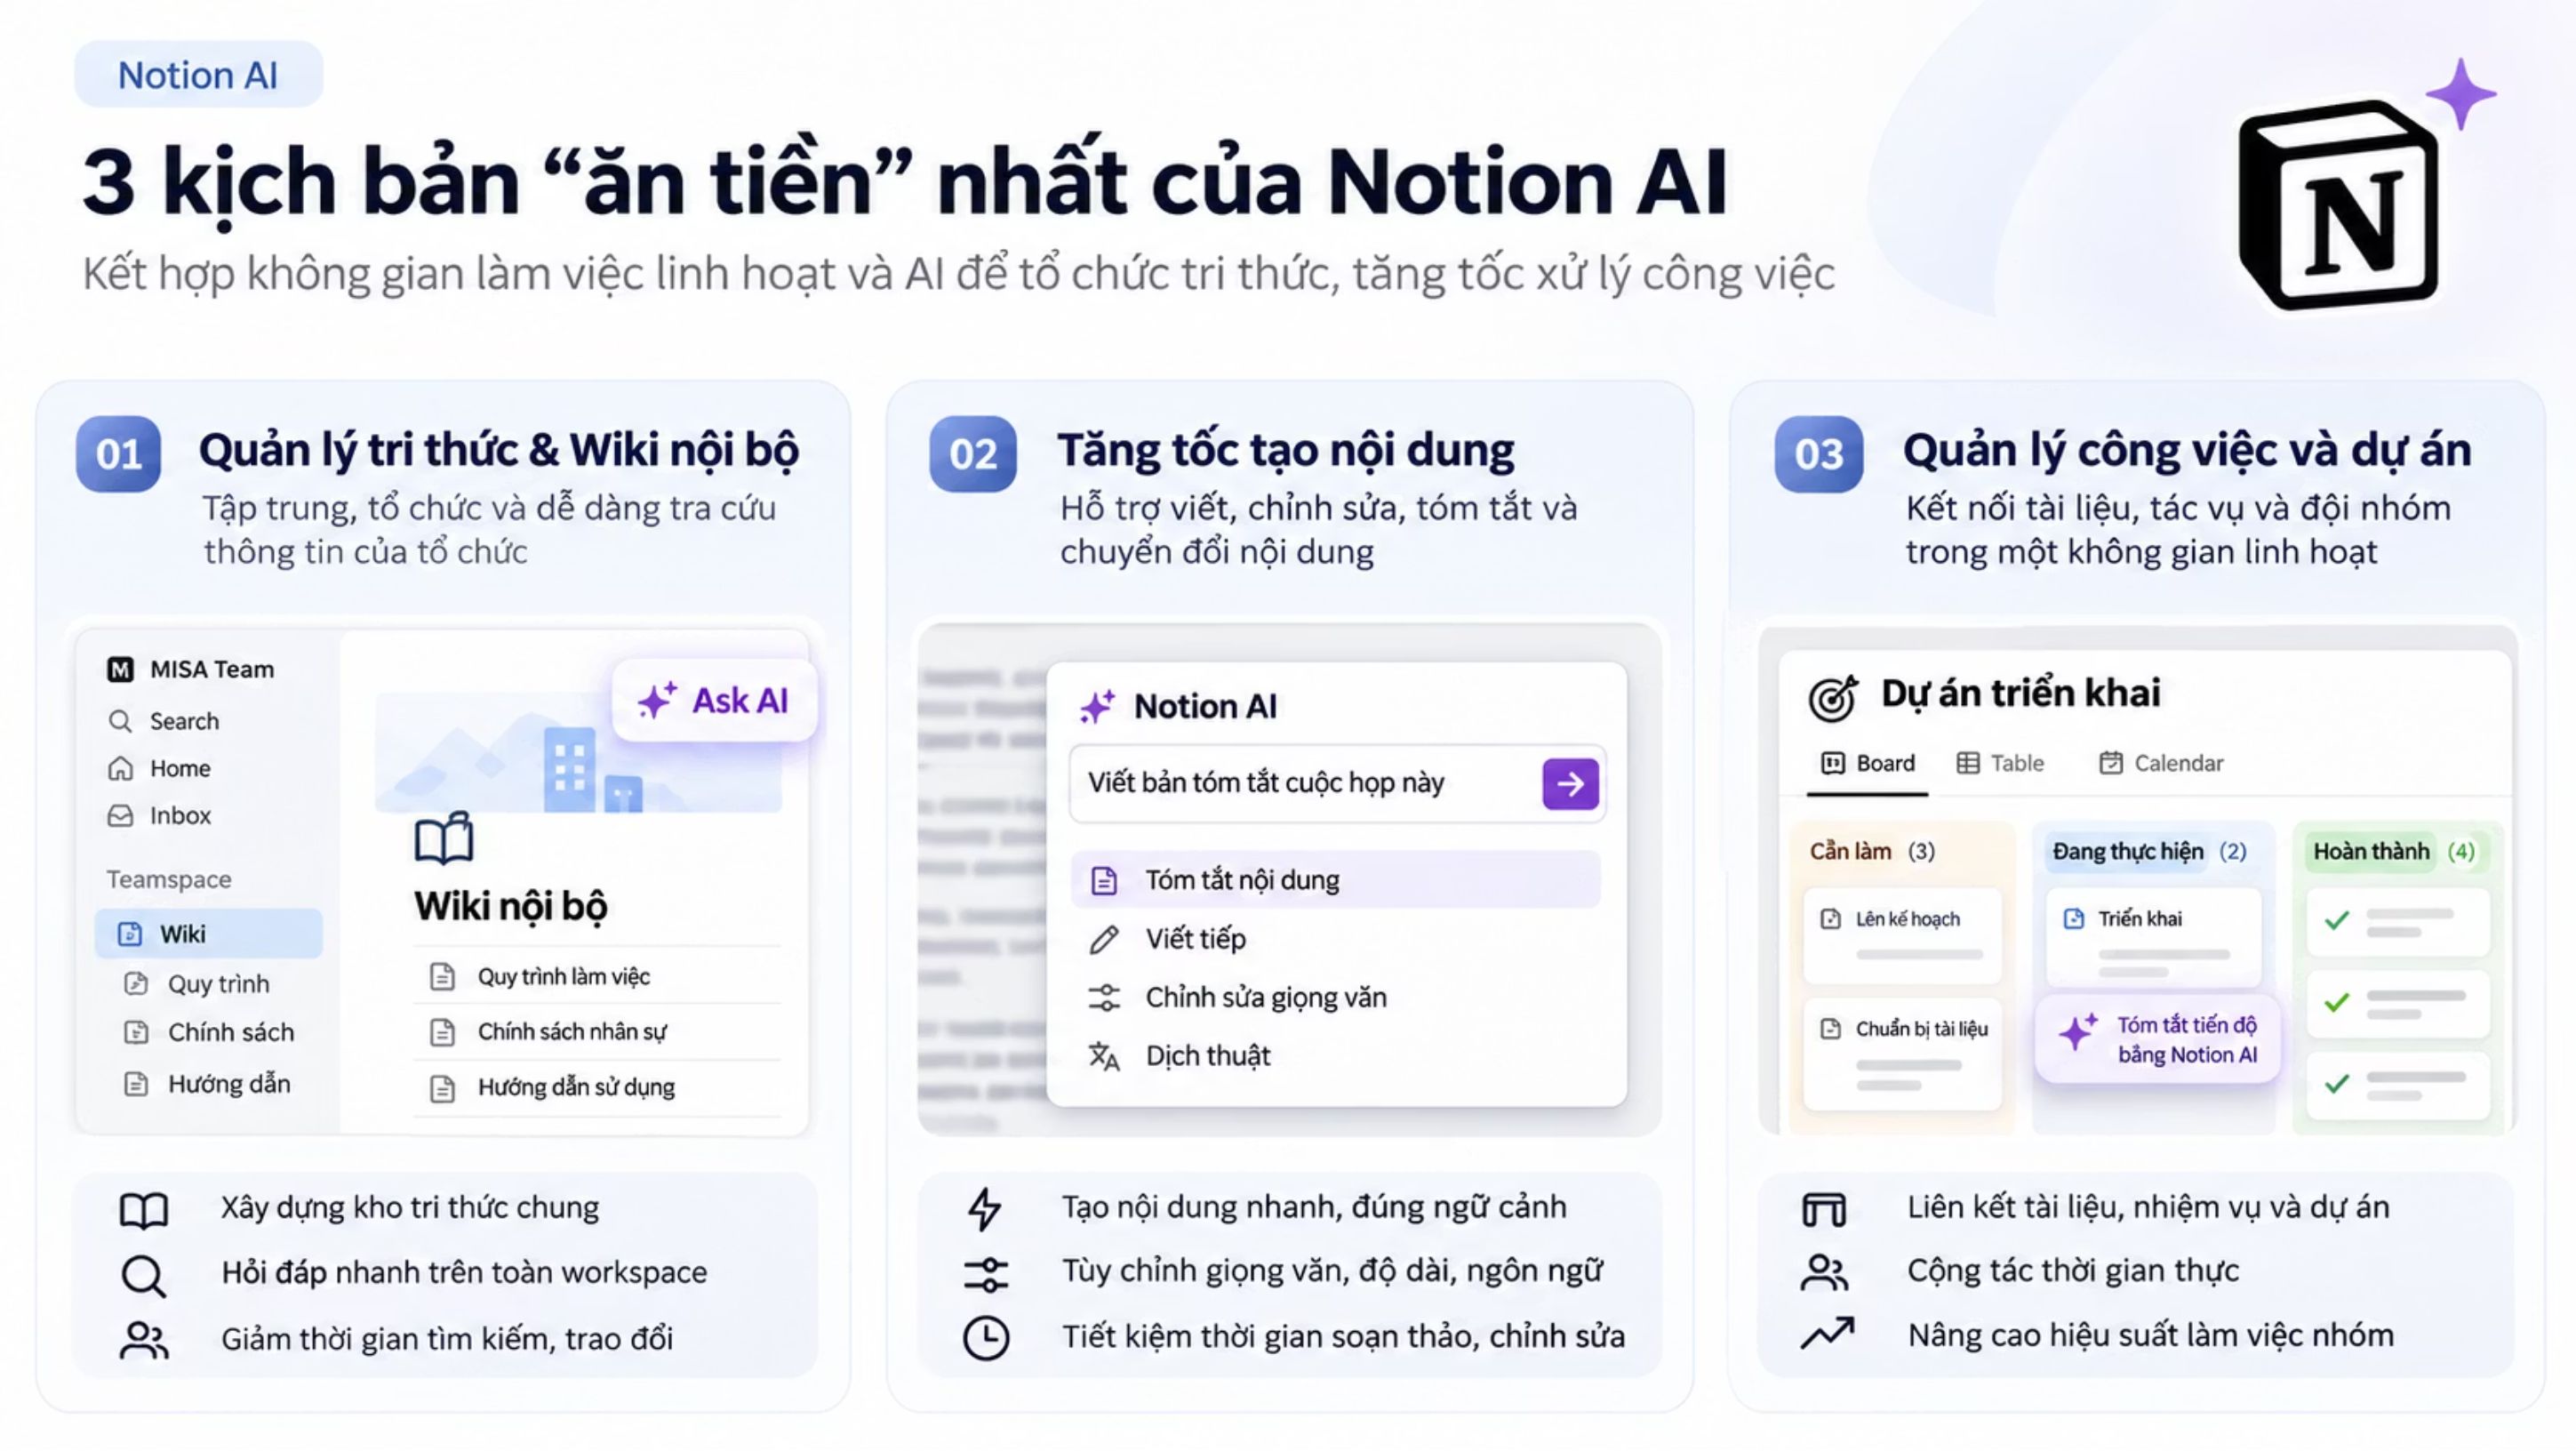 Notion AI
3 kịch bản “ăn tiền” nhất của Notion AI
Kết hợp không gian làm việc linh hoạt và AI để tổ chức tri thức, tăng tốc xử lý công việc
N
01
Quản lý tri thức & Wiki nội bộ
Tập trung, tổ chức và dễ dàng tra cứu
thông tin của tổ chức
M MISA Team
Search
Home
Inbox
Teamspace
Wiki
Quy trình
Chính sách
Hướng dẫn
Ask AI
Wiki nội bộ
Quy trình làm việc
Chính sách nhân sự
Hướng dẫn sử dụng
Xây dựng kho tri thức chung
Hỏi đáp nhanh trên toàn workspace
Giảm thời gian tìm kiếm, trao đổi
02
Tăng tốc tạo nội dung
Hỗ trợ viết, chỉnh sửa, tóm tắt và
chuyển đổi nội dung
Notion AI
Viết bản tóm tắt cuộc họp này
Tóm tắt nội dung
Viết tiếp
Chỉnh sửa giọng văn
Dịch thuật
Tạo nội dung nhanh, đúng ngữ cảnh
Tùy chỉnh giọng văn, độ dài, ngôn ngữ
Tiết kiệm thời gian soạn thảo, chỉnh sửa
03
Quản lý công việc và dự án
Kết nối tài liệu, tác vụ và đội nhóm
trong một không gian linh hoạt
Dự án triển khai
Board Table Calendar
Cần làm (3)
Lên kế hoạch
Chuẩn bị tài liệu
Đang thực hiện (2)
Triển khai
Tóm tắt tiến độ
bằng Notion AI
Hoàn thành (4)
Liên kết tài liệu, nhiệm vụ và dự án
Cộng tác thời gian thực
Nâng cao hiệu suất làm việc nhóm